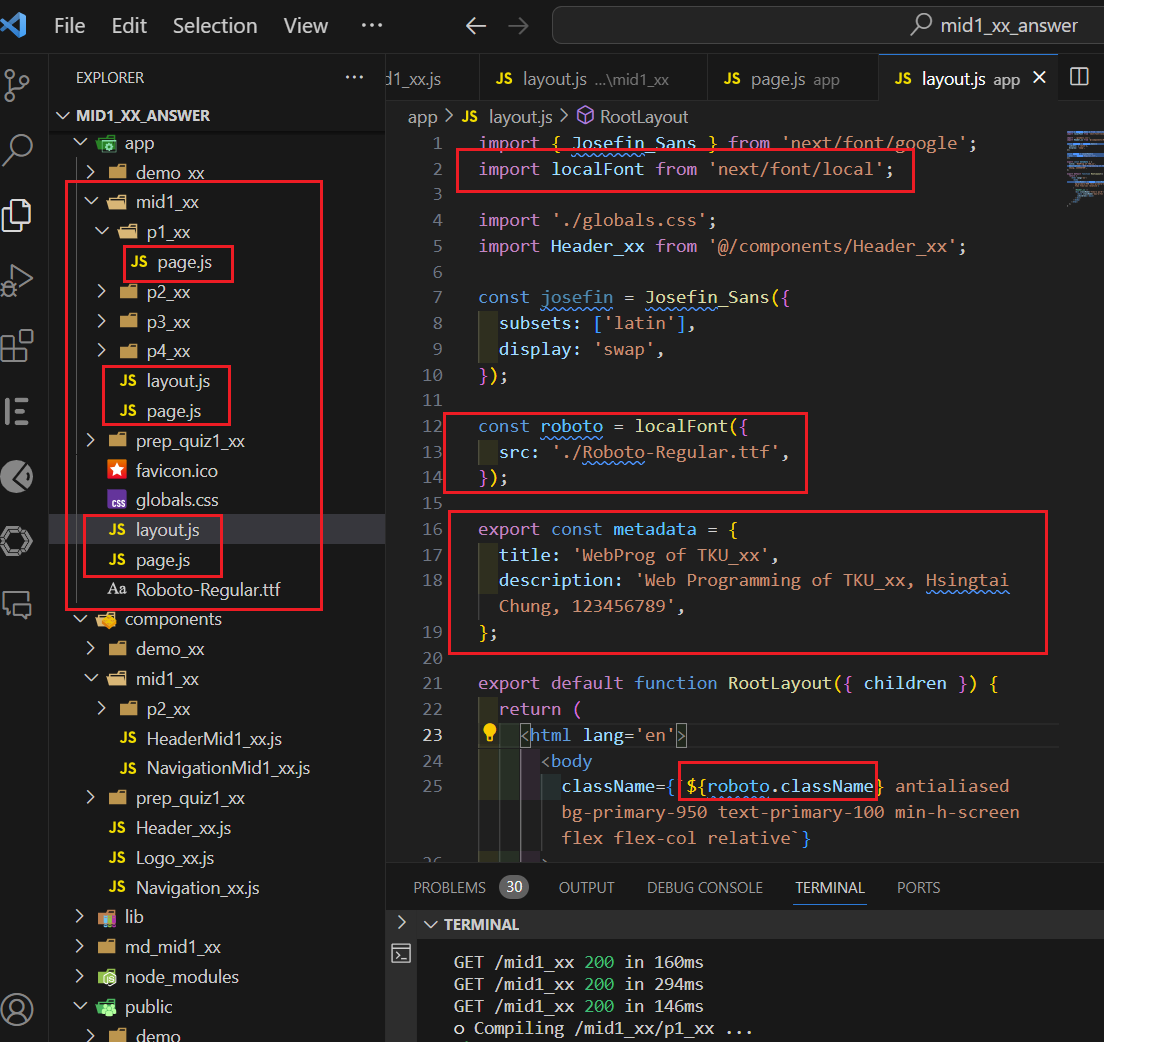 File Edit Selection View ...
mid1_xx_answer
EXPLORER ...
MID1_XX_ANSWER
app
demo_xx
mid1_xx
p1_xx
JS page.js
p2_xx
p3_xx
p4_xx
JS layout.js
JS page.js
prep_quiz1_xx
favicon.ico
css globals.css
JS layout.js
JS page.js
Aa Roboto-Regular.ttf
components
demo_xx
mid1_xx
p2_xx
JS HeaderMid1_xx.js
JS NavigationMid1_xx.js
prep_quiz1_xx
JS Header_xx.js
JS Logo_xx.js
JS Navigation_xx.js
lib
md_mid1_xx
node_modules
public
demo
d1_xx.js JS layout.js ...\mid1_xx JS page.js app JS layout.js app
app > JS layout.js > RootLayout
1 import { Josefin_Sans } from 'next/font/google';
2 import localFont from 'next/font/local';
3
4 import './globals.css';
5 import Header_xx from '@/components/Header_xx';
6
7 const josefin = Josefin_Sans({
8 subsets: ['latin'],
9 display: 'swap',
10 });
11
12 const roboto = localFont({
13 src: './Roboto-Regular.ttf',
14 });
15
16 export const metadata = {
17 title: 'WebProg of TKU_xx',
18 description: 'Web Programming of TKU_xx, Hsingtai
Chung, 123456789',
19 };
20
21 export default function RootLayout({ children }) {
22 return (
23 <html lang='en'>
24 <body
25 className={`${roboto.className} antialiased
bg-primary-950 text-primary-100 min-h-screen
flex flex-col relative`}
26 >
PROBLEMS 30 OUTPUT DEBUG CONSOLE TERMINAL PORTS
TERMINAL
GET /mid1_xx 200 in 160ms
GET /mid1_xx 200 in 294ms
GET /mid1_xx 200 in 146ms
o Compiling /mid1_xx/p1_xx ...